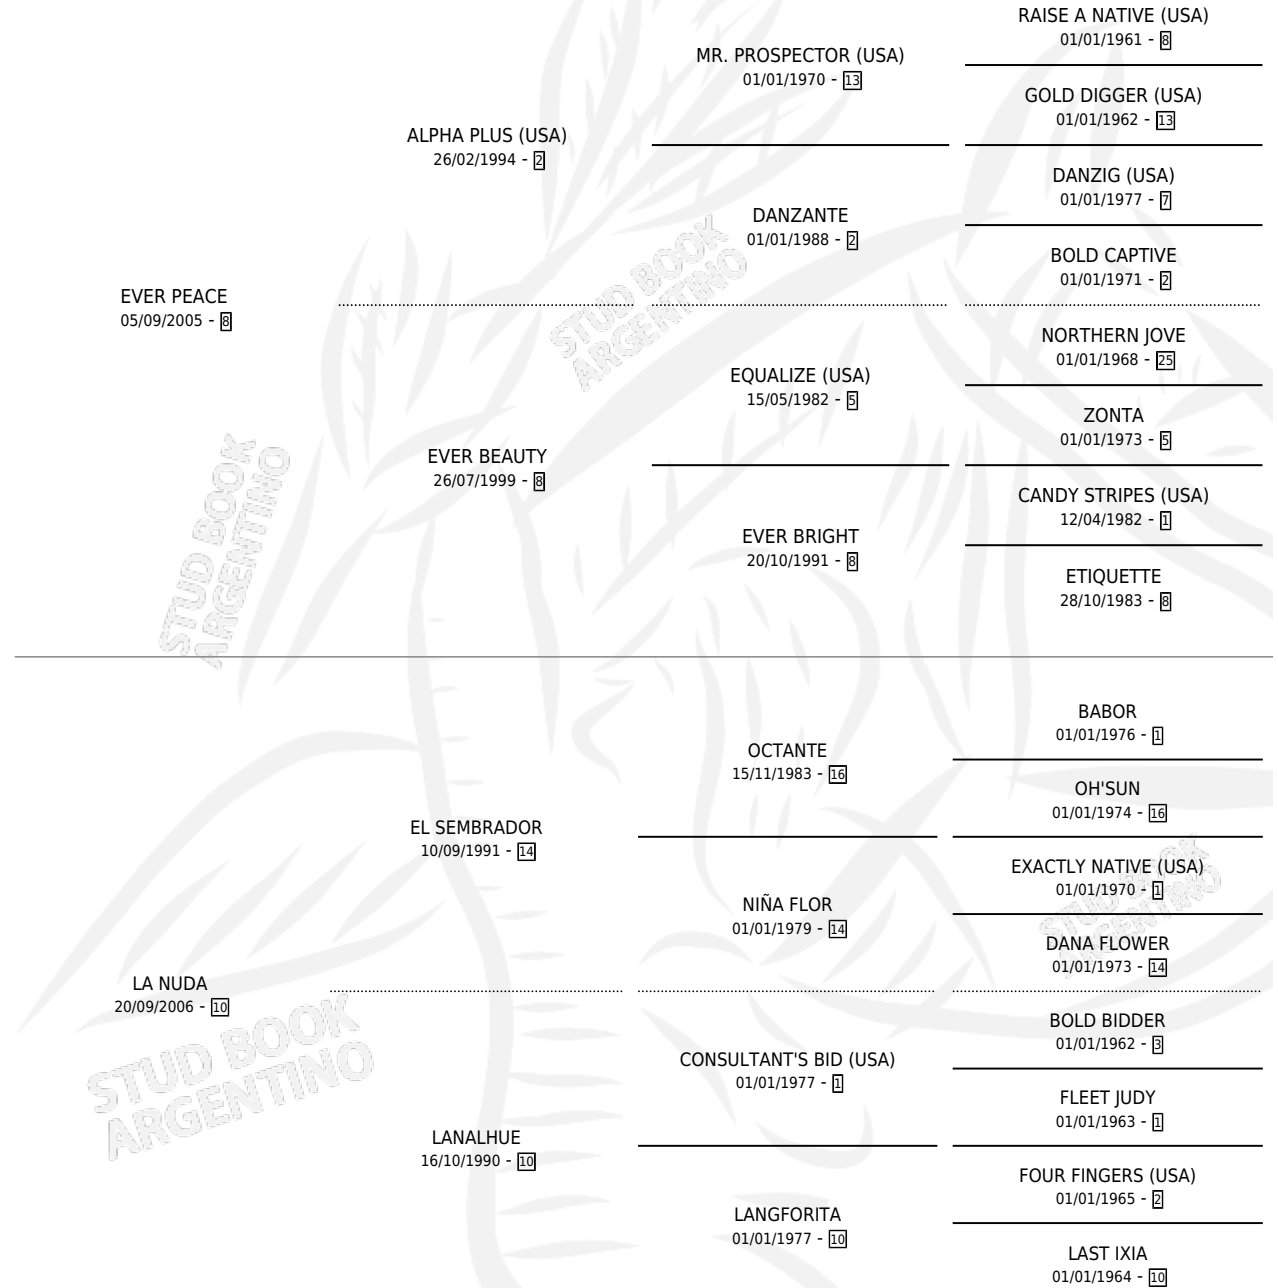 RAISE A NATIVE (USA)
01/01/1961 - 8
MR. PROSPECTOR (USA)
01/01/1970 - 13
GOLD DIGGER (USA)
01/01/1962 - 13
ALPHA PLUS (USA)
26/02/1994 - 2
DANZIG (USA)
01/01/1977 - 7
DANZANTE
01/01/1988 - 2
BOLD CAPTIVE
01/01/1971 - 2
EVER PEACE
05/09/2005 - 8
NORTHERN JOVE
01/01/1968 - 25
EQUALIZE (USA)
15/05/1982 - 5
ZONTA
01/01/1973 - 5
EVER BEAUTY
26/07/1999 - 8
CANDY STRIPES (USA)
12/04/1982 - 1
EVER BRIGHT
20/10/1991 - 8
ETIQUETTE
28/10/1983 - 8
STUD BOOK
ARGENTINO
STUD BOOK
ARGENTINO
BABOR
01/01/1976 - 1
OCTANTE
15/11/1983 - 16
OH'SUN
01/01/1974 - 16
EL SEMBRADOR
10/09/1991 - 14
EXACTLY NATIVE (USA)
01/01/1970 - 1
NIÑA FLOR
01/01/1979 - 14
DANA FLOWER
01/01/1973 - 14
LA NUDA
20/09/2006 - 10
BOLD BIDDER
01/01/1962 - 3
CONSULTANT'S BID (USA)
01/01/1977 - 1
FLEET JUDY
01/01/1963 - 1
LANALHUE
16/10/1990 - 10
FOUR FINGERS (USA)
01/01/1965 - 2
LANGFORITA
01/01/1977 - 10
LAST IXIA
01/01/1964 - 10
STUD BOOK
ARGENTINO
STUD BOOK
ARGENTINO